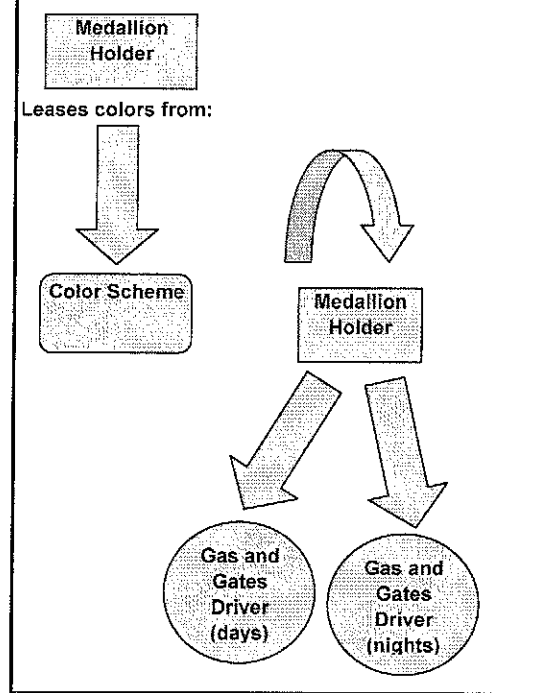 Medallion
Holder
Leases colors from:
Color Scheme
Medallion
Holder
Gas and
Gates
Driver
(days)
Gas and
Gates
Driver
(nights)